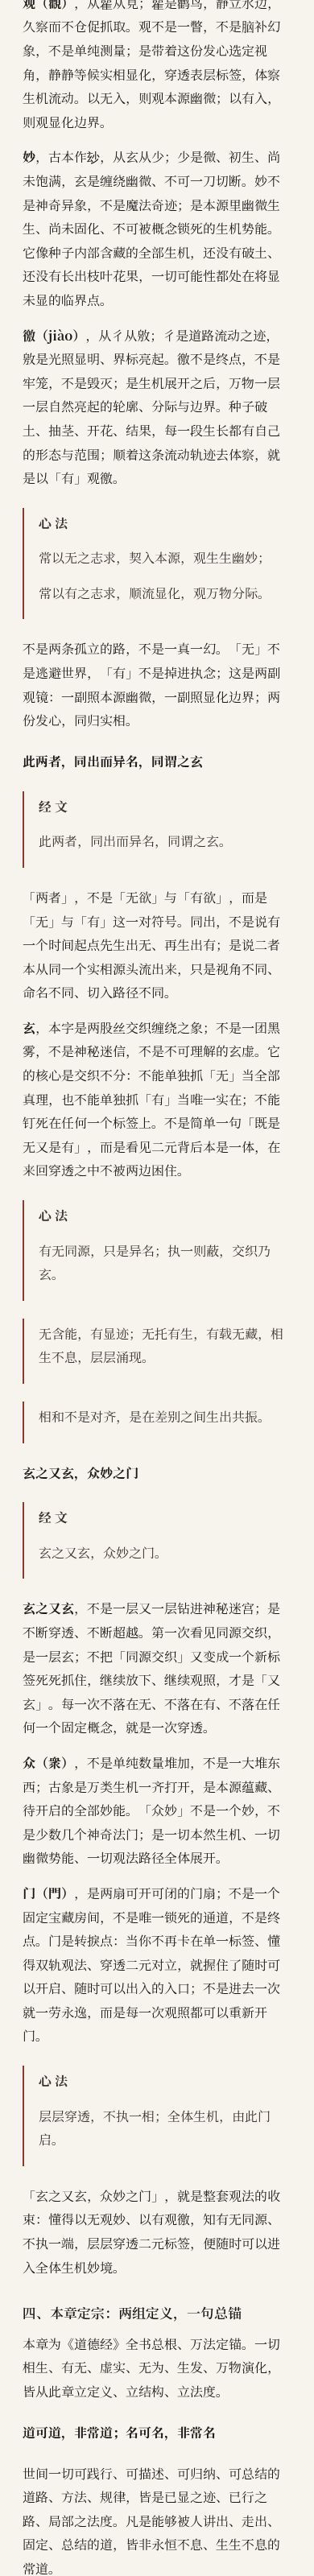 观（觀），从雚从見；雚是鹳鸟，静立水边，
久察而不仓促抓取。观不是一瞥，不是脑补幻
象，不是单纯测量；是带着这份发心选定视
角，静静等候实相显化，穿透表层标签，体察
生机流动。以无入，则观本源幽微；以有入，
则观显化边界。
妙，古本作玅，从玄从少；少是微、初生、尚
未饱满，玄是缠绕幽微、不可一刀切断。妙不
是神奇异象，不是魔法奇迹；是本源里幽微生
生、尚未固化、不可被概念锁死的生机势能。
它像种子内部含藏的全部生机，还没有破土、
还没有长出枝叶花果，一切可能性都处在将显
未显的临界点。
徼（jiào），从彳从敫；彳是道路流动之迹，
敫是光照显明、界标亮起。徼不是终点，不是
牢笼，不是毁灭；是生机展开之后，万物一层
一层自然亮起的轮廓、分际与边界。种子破
土、抽茎、开花、结果，每一段生长都有自己
的形态与范围；顺着这条流动轨迹去体察，就
是以「有」观徼。
心 法
常以无之志求，契入本源，观生生幽妙；
常以有之志求，顺流显化，观万物分际。
不是两条孤立的路，不是一真一幻。「无」不
是逃避世界，「有」不是掉进执念；这是两副
观镜：一副照本源幽微，一副照显化边界；两
份发心，同归实相。
此两者，同出而异名，同谓之玄
经 文
此两者，同出而异名，同谓之玄。
「两者」，不是「无欲」与「有欲」，而是
「无」与「有」这一对符号。同出，不是说有
一个时间起点先生出无、再生出有；是说二者
本从同一个实相源头流出来，只是视角不同、
命名不同、切入路径不同。
玄，本字是两股丝交织缠绕之象；不是一团黑
雾，不是神秘迷信，不是不可理解的玄虚。它
的核心是交织不分：不能单独抓「无」当全部
真理，也不能单独抓「有」当唯一实在；不能
钉死在任何一个标签上。不是简单一句「既是
无又是有」，而是看见二元背后本是一体，在
来回穿透之中不被两边困住。
心 法
有无同源，只是异名；执一则蔽，交织乃
玄。
无含能，有显迹；无托有生，有载无藏，相
生不息，层层涌现。
相和不是对齐，是在差别之间生出共振。
玄之又玄，众妙之门
经 文
玄之又玄，众妙之门。
玄之又玄，不是一层又一层钻进神秘迷宫；是
不断穿透、不断超越。第一次看见同源交织，
是一层玄；不把「同源交织」又变成一个新标
签死死抓住，继续放下、继续观照，才是「又
玄」。每一次不落在无、不落在有、不落在任
何一个固定概念，就是一次穿透。
众（衆），不是单纯数量堆加，不是一大堆东
西；古象是万类生机一齐打开，是本源蕴藏、
待开启的全部妙能。「众妙」不是一个妙，不
是少数几个神奇法门；是一切本然生机、一切
幽微势能、一切观法路径全体展开。
门（門），是两扇可开可闭的门扇；不是一个
固定宝藏房间，不是唯一锁死的通道，不是终
点。门是转捩点：当你不再卡在单一标签、懂
得双轨观法、穿透二元对立，就握住了随时可
以开启、随时可以出入的入口；不是进去一次
就一劳永逸，而是每一次观照都可以重新开
门。
心 法
层层穿透，不执一相；全体生机，由此门
启。
「玄之又玄，众妙之门」，就是整套观法的收
束：懂得以无观妙、以有观徼，知有无同源、
不执一端，层层穿透二元标签，便随时可以进
入全体生机妙境。
四、本章定宗：两组定义，一句总锚
本章为《道德经》全书总根、万法定锚。一切
相生、有无、虚实、无为、生发、万物演化，
皆从此章立定义、立结构、立法度。
道可道，非常道；名可名，非常名
世间一切可践行、可描述、可归纳、可总结的
道路、方法、规律，皆是已显之迹、已行之
路、局部之法度。凡是能够被人讲出、走出、
固定、总结的道，皆非永恒不息、生生不息的
常道。